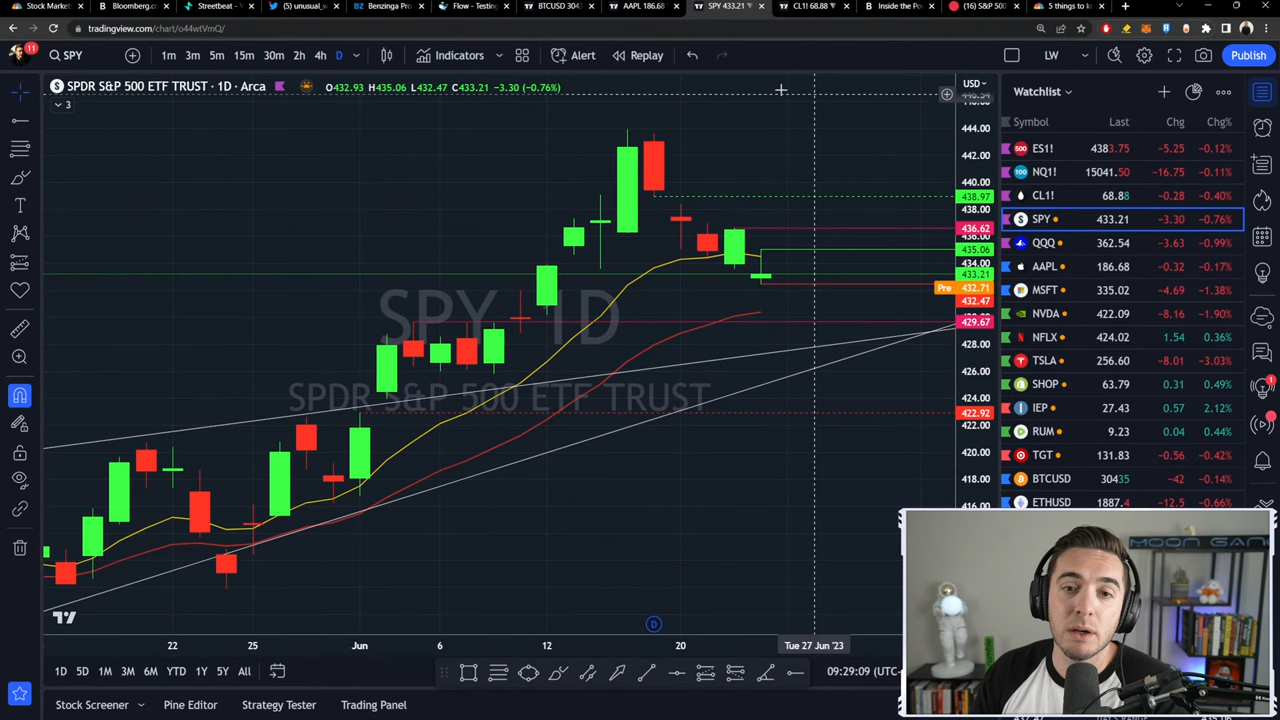 Stock Market
Bloomberg.c
Streetbeat -
(1) unusual_w
Benzinga Pro
Flow - Testing
BTCUSD 3043
AAPL 186.68
SPY 433.21
CL1! 68.88
Inside the Po
(16) S&P 500
5 things to kn
tradingview.com/chart/o44wtVmQ/
11
SPY
1m 3m 5m 15m 30m 2h 4h D
Indicators
Alert
Replay
LW
Publish
SPDR S&P 500 ETF TRUST · 1D · Arca
O432.93 H435.06 L432.47 C433.21 -3.30 (-0.76%)
3
USD
444.00
442.00
440.00
438.97
438.00
436.62
436.00
435.06
434.00
433.21
Pre 432.71
432.47
429.67
428.00
426.00
424.00
422.92
422.00
420.00
418.00
416.00
SPY 1D
SPDR S&P 500 ETF TRUST
D
22 25 Jun 6 12 20 Tue 27 Jun '23
1D 5D 1M 3M 6M YTD 1Y 5Y All
09:29:09 (UTC-
Stock Screener
Pine Editor
Strategy Tester
Trading Panel
Watchlist
Symbol Last Chg Chg%
ES1! 4383.75 -5.25 -0.12%
NQ1! 15041.50 -16.75 -0.11%
CL1! 68.88 -0.28 -0.40%
SPY 433.21 -3.30 -0.76%
QQQ 362.54 -3.63 -0.99%
AAPL 186.68 -0.32 -0.17%
MSFT 335.02 -4.69 -1.38%
NVDA 422.09 -8.16 -1.90%
NFLX 424.02 1.54 0.36%
TSLA 256.60 -8.01 -3.03%
SHOP 63.79 0.31 0.49%
IEP 27.43 0.57 2.12%
RUM 9.23 0.04 0.44%
TGT 131.83 -0.56 -0.42%
BTCUSD 30435 -42 -0.14%
ETHUSD 1887.4 -12.5 -0.66%
1
MOON GANG